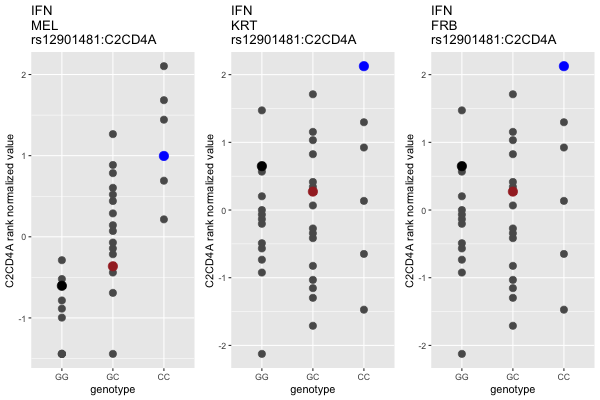 IFN
MEL
rs12901481:C2CD4A
IFN
KRT
rs12901481:C2CD4A
IFN
FRB
rs12901481:C2CD4A
C2CD4A rank normalized value
2
1
0
-1
GG GC CC
genotype
C2CD4A rank normalized value
2
1
0
-1
-2
GG GC CC
genotype
C2CD4A rank normalized value
2
1
0
-1
-2
GG GC CC
genotype